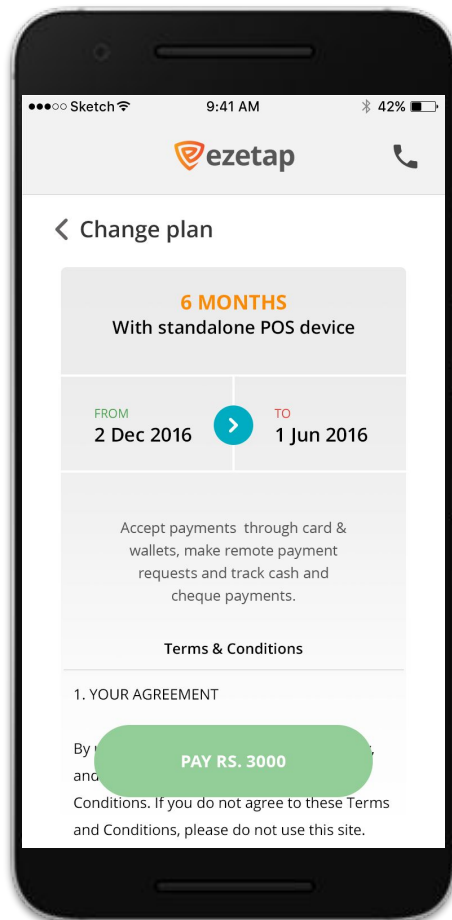 Sketch 9:41 AM 42%
ezetap
Change plan
6 MONTHS
With standalone POS device
FROM TO
2 Dec 2016 1 Jun 2016
Accept payments through card &
wallets, make remote payment
requests and track cash and
cheque payments.
Terms & Conditions
1. YOUR AGREEMENT
By
PAY RS. 3000
and
Conditions. If you do not agree to these Terms
and Conditions, please do not use this site.